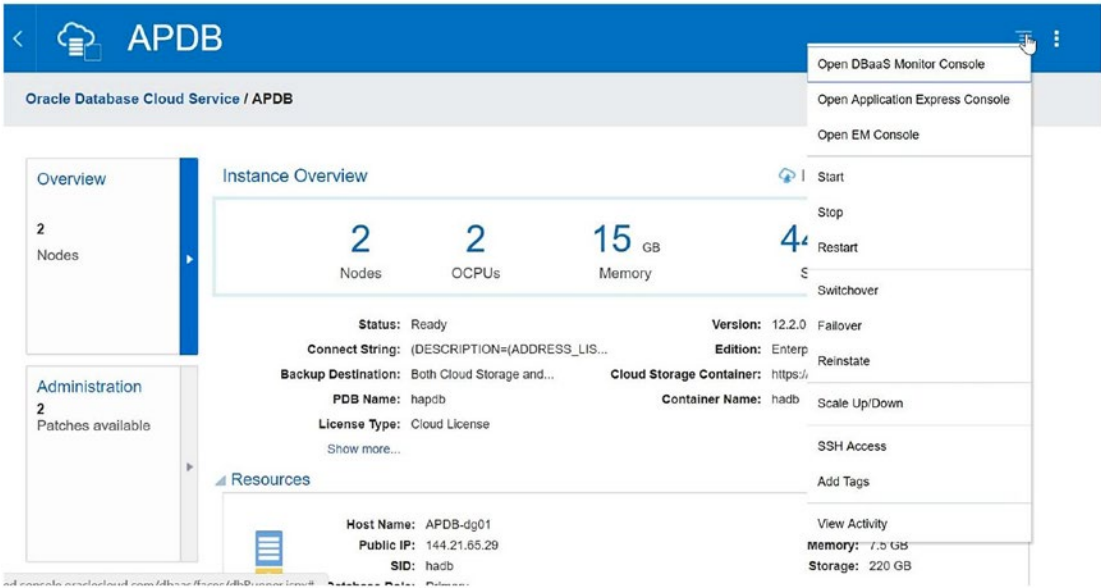 APDB
Oracle Database Cloud Service / APDB
Open DBaaS Monitor Console
Open Application Express Console
Open EM Console
Start
Stop
Restart
Switchover
Failover
Reinstate
Scale Up/Down
SSH Access
Add Tags
View Activity
Overview
2
Nodes
Administration
2
Patches available
Instance Overview
2 Nodes
2 OCPUs
15 GB Memory
Status: Ready
Version: 12.2.0
Connect String: (DESCRIPTION=(ADDRESS_LIS...
Edition: Enterp
Backup Destination: Both Cloud Storage and...
Cloud Storage Container: https:/
PDB Name: hapdb
Container Name: hadb
License Type: Cloud License
Show more...
Resources
Host Name: APDB-dg01
Public IP: 144.21.65.29
Memory: 7.5 GB
SID: hadb
Storage: 220 GB
Database Role: Primary